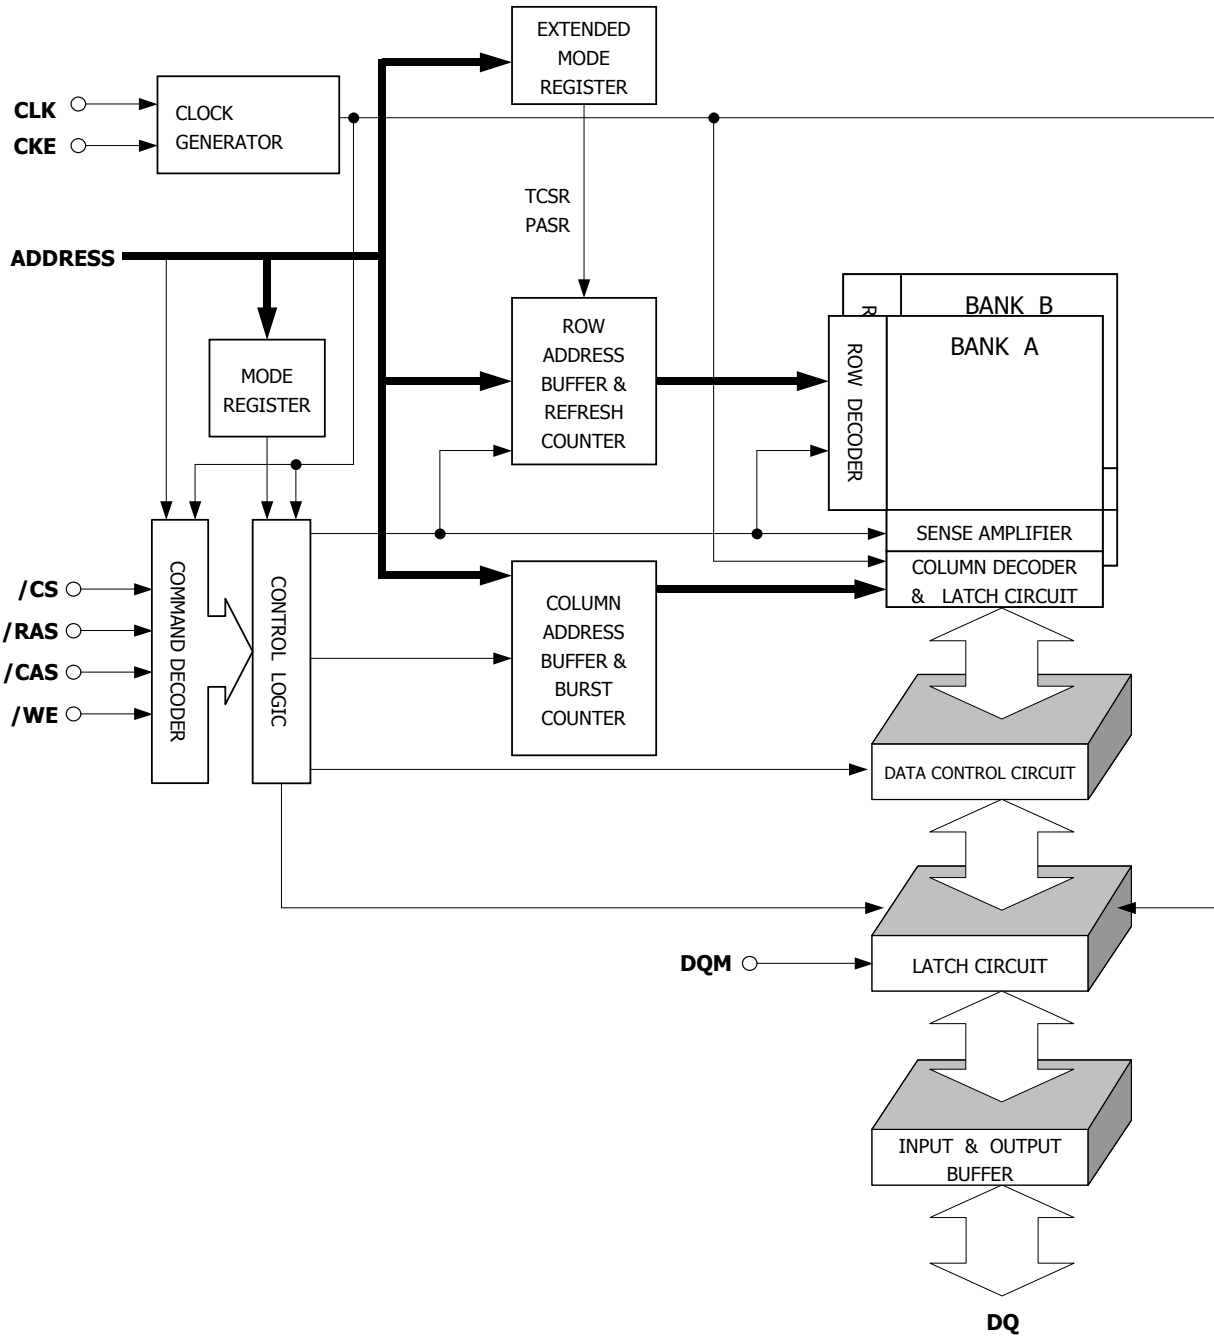 EXTENDED
MODE
REGISTER
CLK
CLOCK
GENERATOR
CKE
TCSR
PASR
ADDRESS
MODE
REGISTER
ROW
ADDRESS
BUFFER &
REFRESH
COUNTER
BANK B
R
BANK A
ROW DECODER
SENSE AMPLIFIER
COLUMN DECODER
& LATCH CIRCUIT
/CS
/RAS
/CAS
/WE
COMMAND DECODER
CONTROL LOGIC
COLUMN
ADDRESS
BUFFER &
BURST
COUNTER
DATA CONTROL CIRCUIT
DQM
LATCH CIRCUIT
INPUT & OUTPUT
BUFFER
DQ